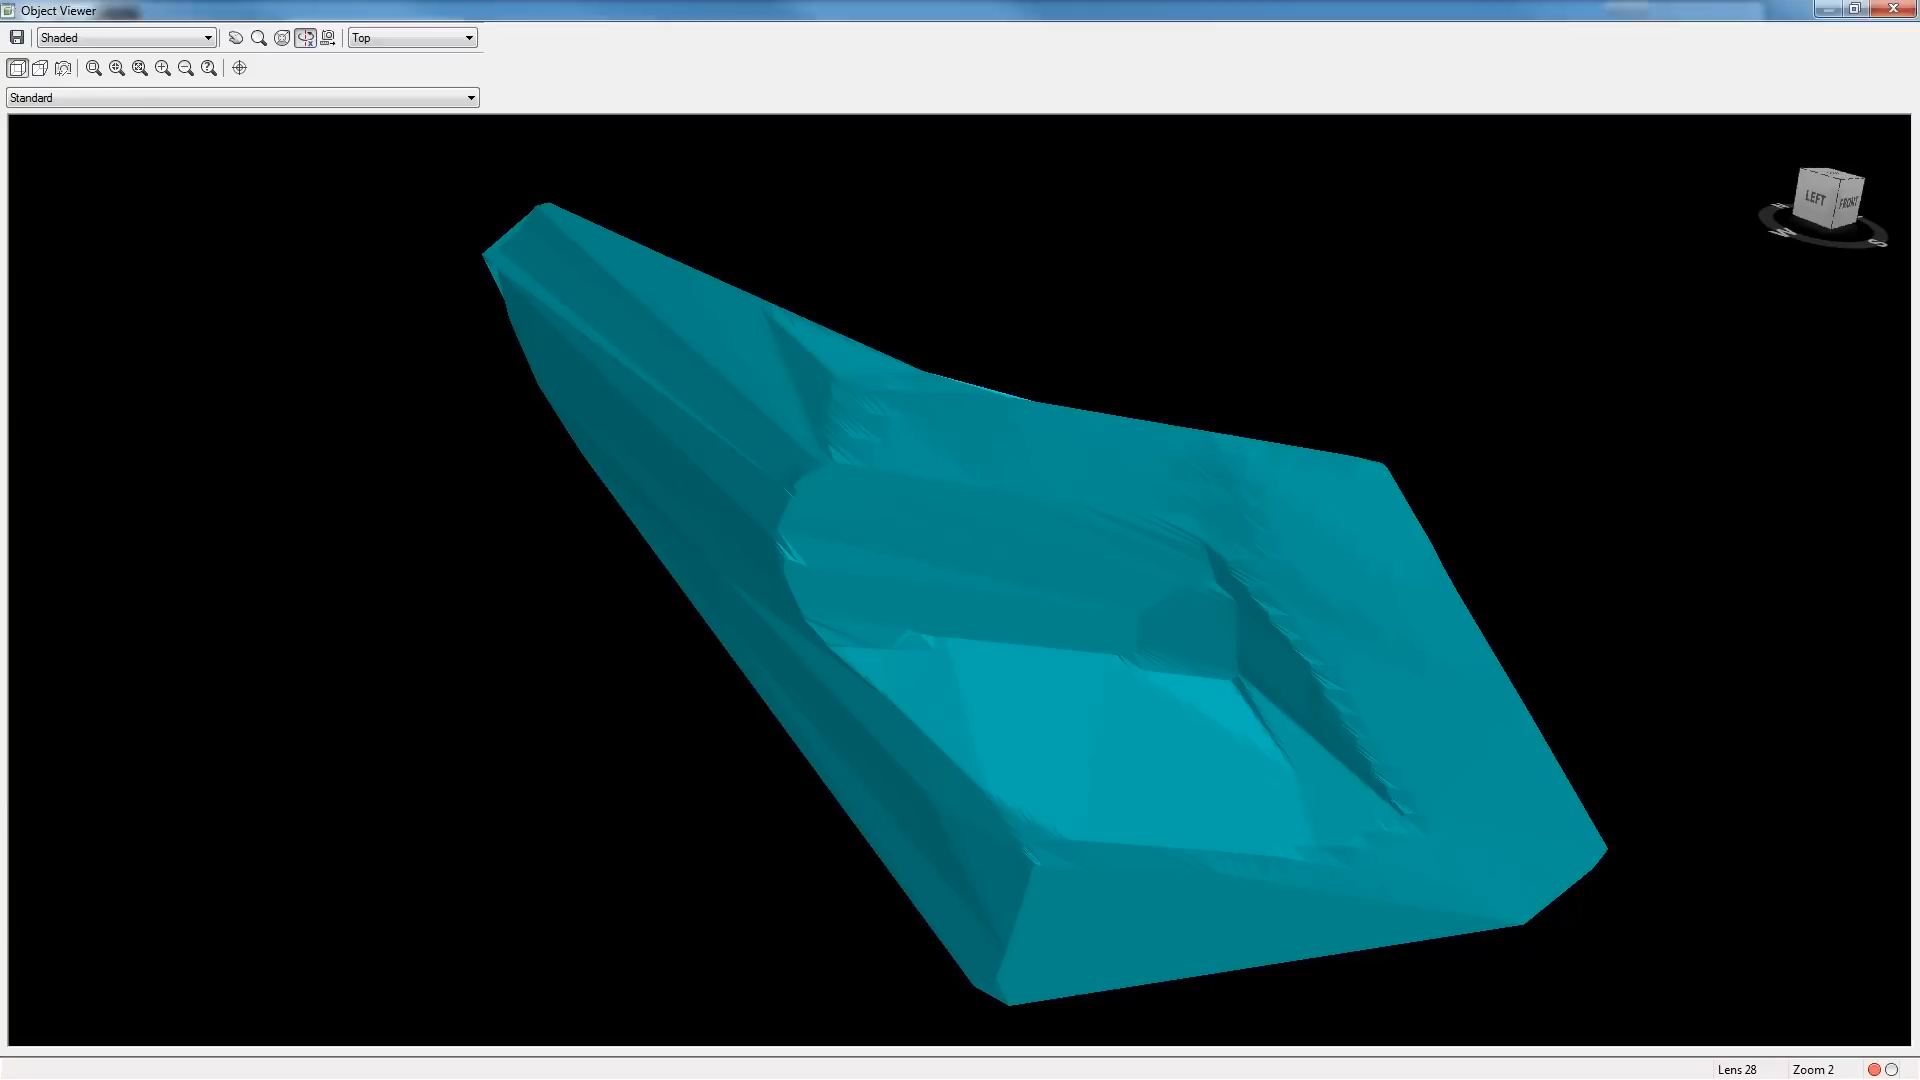 Object Viewer
Shaded
Top
Standard
LEFT
FRONT
W
S
Lens 28
Zoom 2